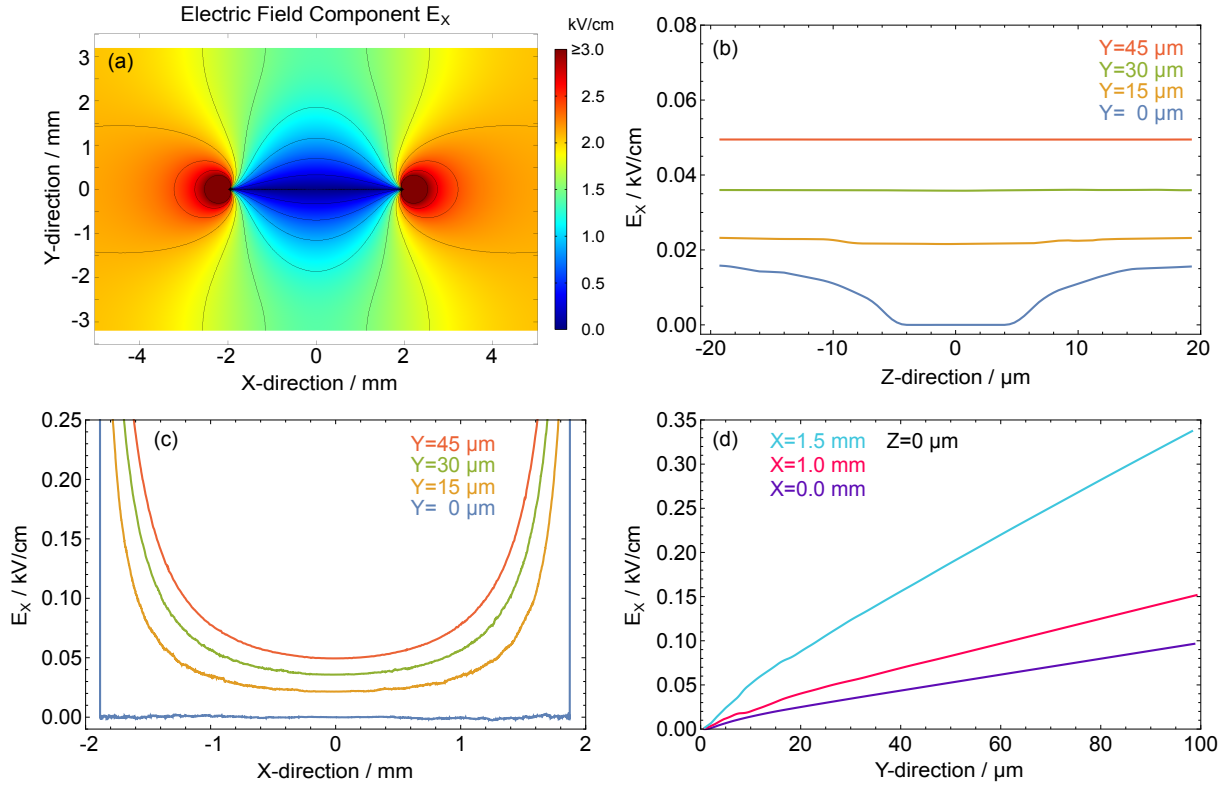 Electric Field Component E_X
kV/cm
(a)
≥3.0
2.5
2.0
1.5
1.0
0.5
0.0
3
2
1
0
-1
-2
-3
Y-direction / mm
-4
-2
0
2
4
X-direction / mm
(b)
Y=45 µm
Y=30 µm
Y=15 µm
Y= 0 µm
0.08
0.06
0.04
0.02
0.00
E_X / kV/cm
-20
-10
0
10
20
Z-direction / µm
(c)
Y=45 µm
Y=30 µm
Y=15 µm
Y= 0 µm
0.25
0.20
0.15
0.10
0.05
0.00
E_X / kV/cm
-2
-1
0
1
2
X-direction / mm
(d)
X=1.5 mm Z=0 µm
X=1.0 mm
X=0.0 mm
0.35
0.30
0.25
0.20
0.15
0.10
0.05
0.00
E_X / kV/cm
0
20
40
60
80
100
Y-direction / µm